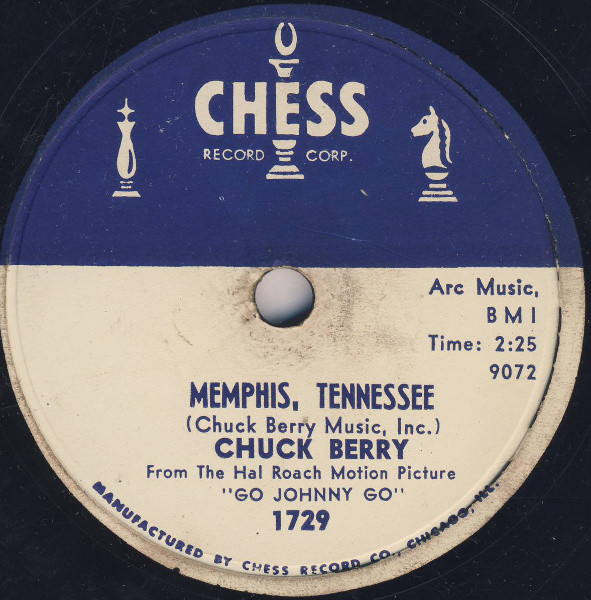 CHESS
RECORD CORP.
Arc Music,
BMI
Time: 2:25
9072
MEMPHIS, TENNESSEE
(Chuck Berry Music, Inc.)
CHUCK BERRY
From The Hal Roach Motion Picture
"GO JOHNNY GO"
1729
MANUFACTURED BY CHESS RECORD CO., CHICAGO, ILL.